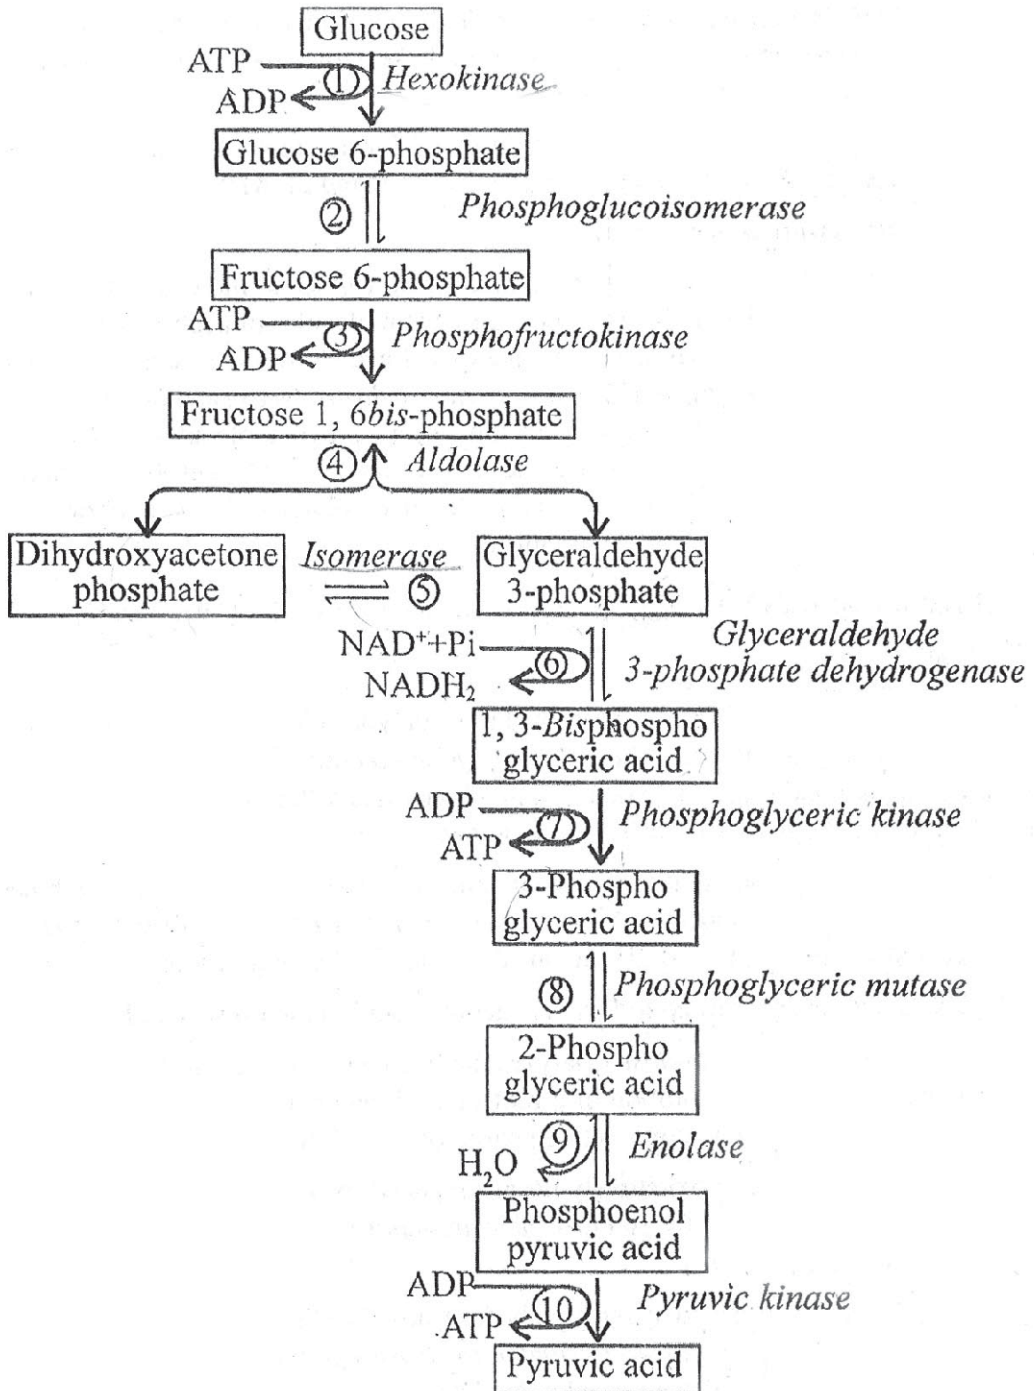 Glucose
ATP
① Hexokinase
ADP
Glucose 6-phosphate
② Phosphoglucoisomerase
Fructose 6-phosphate
ATP
③ Phosphofructokinase
ADP
Fructose 1, 6bis-phosphate
④ Aldolase
Dihydroxyacetone
phosphate
Isomerase
⑤
Glyceraldehyde
3-phosphate
NAD⁺+Pi
⑥
NADH₂
Glyceraldehyde
3-phosphate dehydrogenase
1, 3-Bisphospho
glyceric acid
ADP
⑦ Phosphoglyceric kinase
ATP
3-Phospho
glyceric acid
⑧ Phosphoglyceric mutase
2-Phospho
glyceric acid
⑨ Enolase
H₂O
Phosphoenol
pyruvic acid
ADP
⑩ Pyruvic kinase
ATP
Pyruvic acid